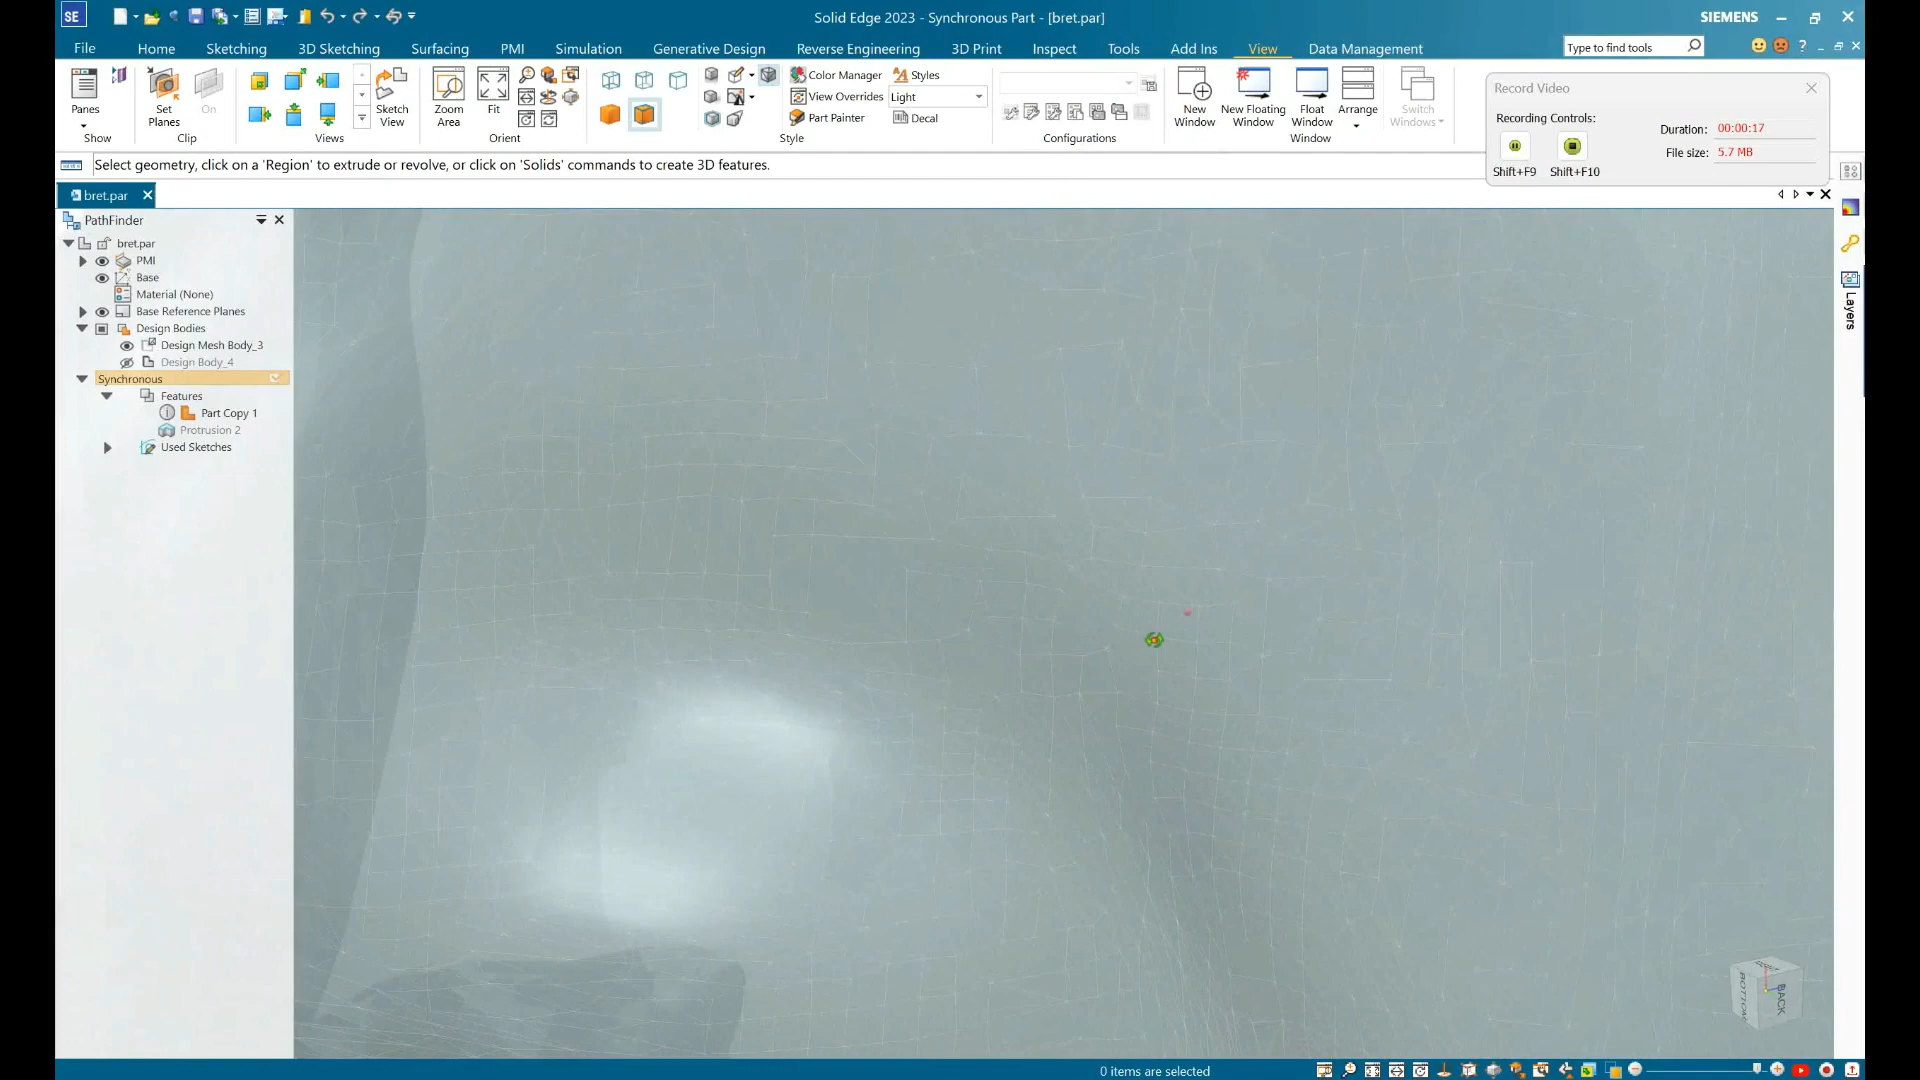 SE
Solid Edge 2023 - Synchronous Part - [bret.par]
SIEMENS
File
Home
Sketching
3D Sketching
Surfacing
PMI
Simulation
Generative Design
Reverse Engineering
3D Print
Inspect
Tools
Add Ins
View
Data Management
Type to find tools
Panes
Show
Set
Planes
On
Clip
Views
Sketch
View
Zoom
Area
Fit
Orient
Color Manager
View Overrides
Part Painter
Styles
Light
Decal
Style
Configurations
New
Window
New Floating
Window
Float
Window
Arrange
Switch
Windows
Window
Record Video
Recording Controls:
Shift+F9
Shift+F10
Duration: 00:00:17
File size: 5.7 MB
Select geometry, click on a 'Region' to extrude or revolve, or click on 'Solids' commands to create 3D features.
bret.par
PathFinder
bret.par
PMI
Base
Material (None)
Base Reference Planes
Design Bodies
Design Mesh Body_3
Design Body_4
Synchronous
Features
Part Copy 1
Protrusion 2
Used Sketches
Layers
BOTTOM
BACK
0 items are selected